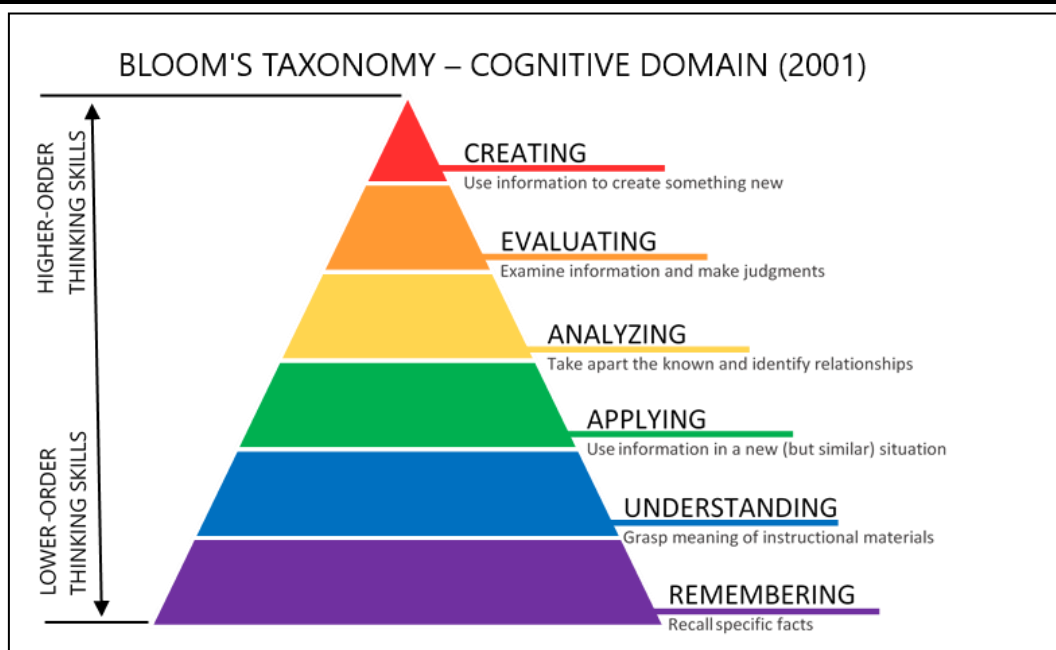 BLOOM'S TAXONOMY – COGNITIVE DOMAIN (2001)
HIGHER-ORDER
THINKING SKILLS
CREATING
Use information to create something new
EVALUATING
Examine information and make judgments
ANALYZING
Take apart the known and identify relationships
APPLYING
Use information in a new (but similar) situation
LOWER-ORDER
THINKING SKILLS
UNDERSTANDING
Grasp meaning of instructional materials
REMEMBERING
Recall specific facts